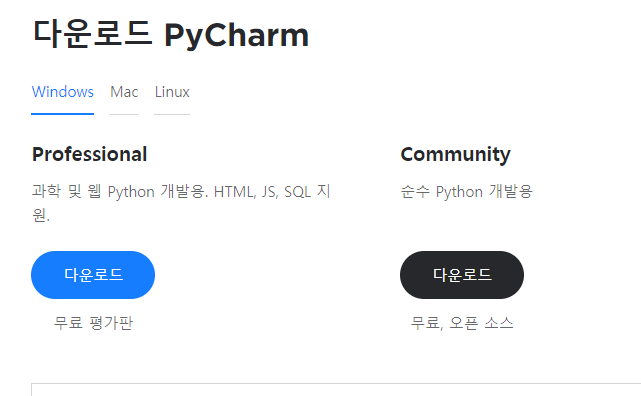 다운로드 PyCharm
Windows Mac Linux
Professional
과학 및 웹 Python 개발용. HTML, JS, SQL 지
원.
다운로드
무료 평가판
Community
순수 Python 개발용
다운로드
무료, 오픈 소스